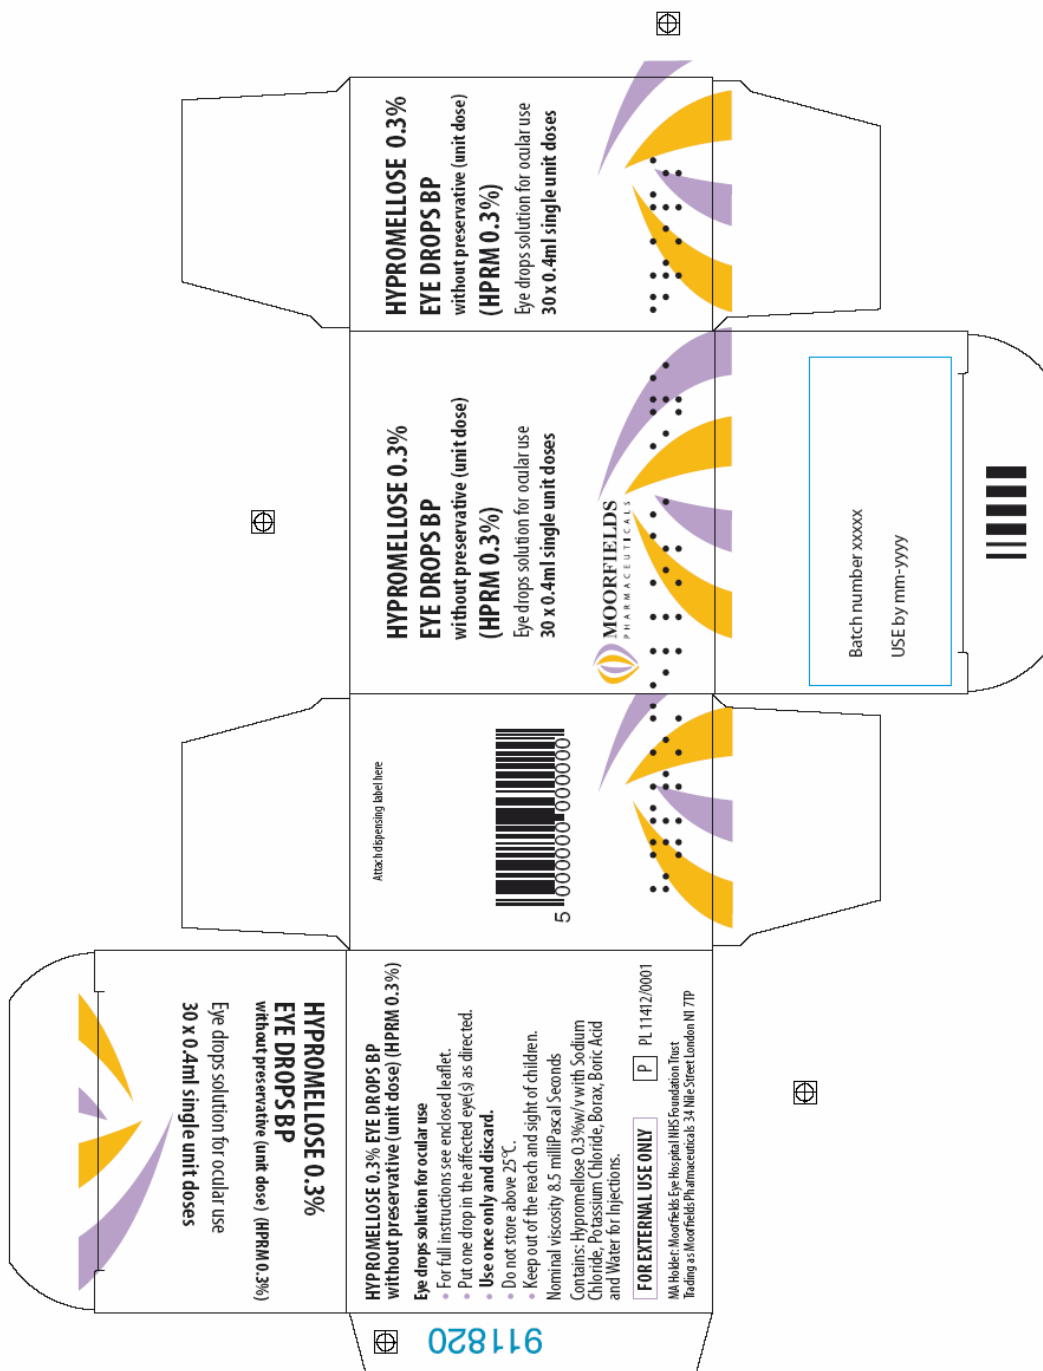 HYPROMELLOSE 0.3%
EYE DROPS BP
without preservative (unit dose)
(HPRM 0.3%)
Eye drops solution for ocular use
30 x 0.4ml single unit doses
HYPROMELLOSE 0.3%
EYE DROPS BP
without preservative (unit dose)
(HPRM 0.3%)
Eye drops solution for ocular use
30 x 0.4ml single unit doses
MOORFIELDS
PHARMACEUTICALS
Batch number xxxxx
USE by mm-yyyy
Attach dispensing label here
5 000000 000000
HYPROMELLOSE 0.3%
EYE DROPS BP
without preservative (unit dose) (HPRM 0.3%)
Eye drops solution for ocular use
30 x 0.4ml single unit doses
HYPROMELLOSE 0.3% EYE DROPS BP
without preservative (unit dose) (HPRM 0.3%)
Eye drops solution for ocular use
• For full instructions see enclosed leaflet.
• Put one drop in the affected eye(s) as directed.
• Use once only and discard.
• Do not store above 25°C.
• Keep out of the reach and sight of children.
Nominal viscosity 8.5 milliPascal Seconds
Contains: Hypromellose 0.3%w/v with Sodium
Chloride, Potassium Chloride, Borax, Boric Acid
and Water for Injections.
FOR EXTERNAL USE ONLY P PL 11412/0001
MA Holder: Moorfields Eye Hospital NHS Foundation Trust
Trading as Moorfields Pharmaceuticals 34 Nile Street London N1 7TP
911820